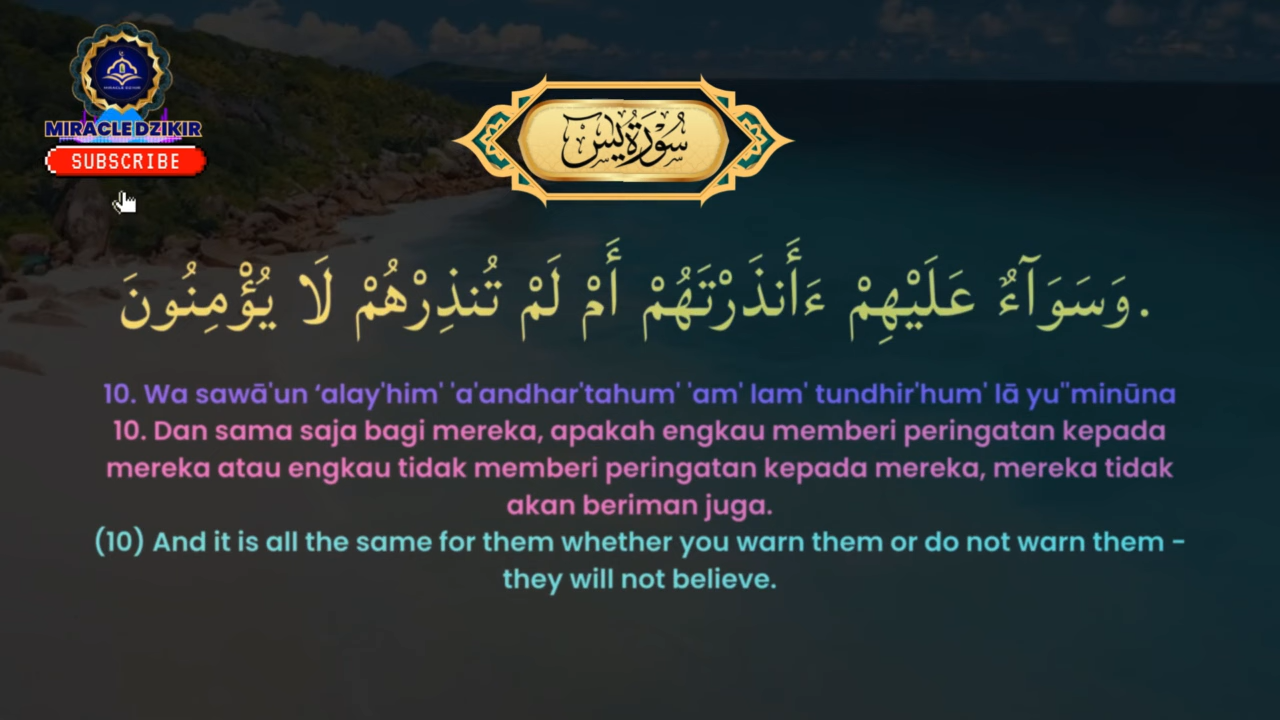 MIRACLE DZIKIR
MIRACLEDZIKIR
SUBSCRIBE
سُوْرَةُ يٰسٓ
وَسَوَآءٌ عَلَيْهِمْ ءَأَنذَرْتَهُمْ أَمْ لَمْ تُنذِرْهُمْ لَا يُؤْمِنُونَ.
10. Wa sawā'un ‘alay'him' 'a'andhar'tahum' 'am' lam' tundhir'hum' lā yu''minūna
10. Dan sama saja bagi mereka, apakah engkau memberi peringatan kepada
mereka atau engkau tidak memberi peringatan kepada mereka, mereka tidak
akan beriman juga.
(10) And it is all the same for them whether you warn them or do not warn them –
they will not believe.